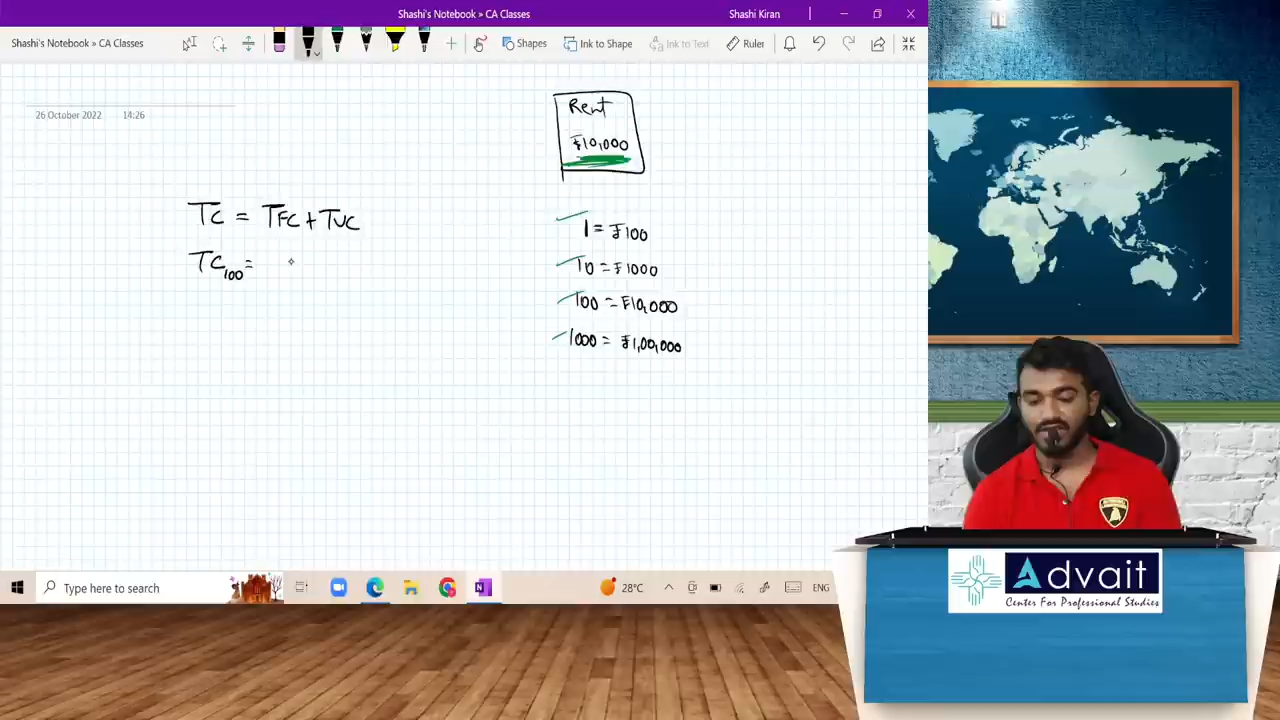 Shashi's Notebook » CA Classes
Shashi Kiran
Shashi's Notebook » CA Classes
Shapes
Ink to Shape
Ink to Text
Ruler
26 October 2022 14:26
Rent
₹10,000
TC = TFC + TVC
TC100 =
1 = ₹100
10 = ₹1000
100 = ₹10,000
1000 = ₹1,00,000
Type here to search
28°C
ENG
Advait
Center For Professional Studies